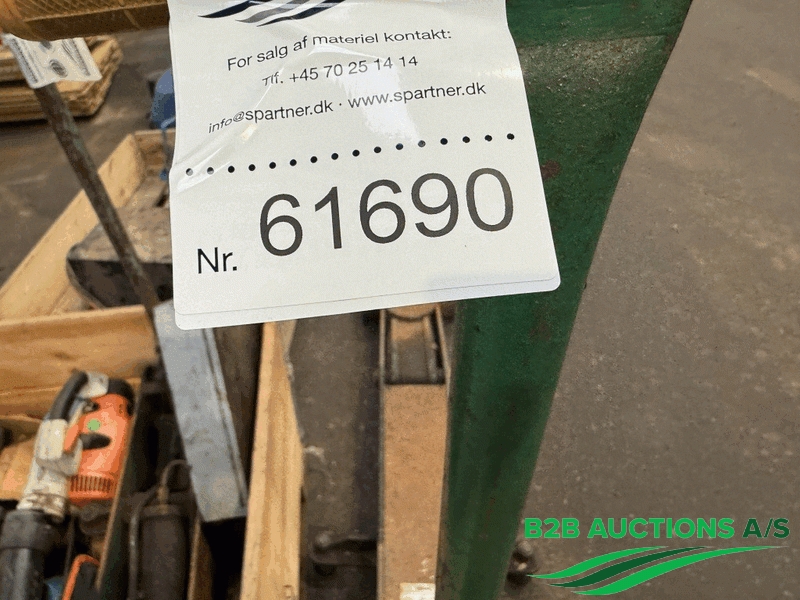 For salg af materiel kontakt:
Tlf. +45 70 25 14 14
info@spartner.dk · www.spartner.dk
Nr. 61690
B2B AUCTIONS A/S